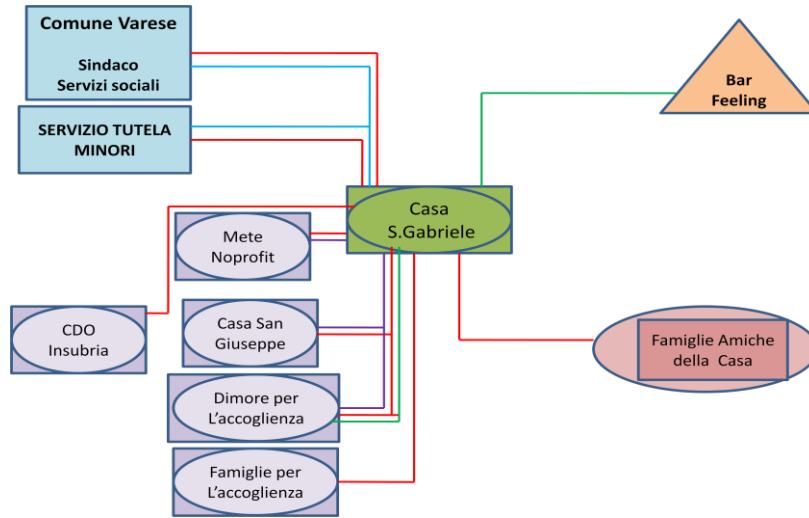 Comune Varese
Sindaco
Servizi sociali
SERVIZIO TUTELA
MINORI
Bar
Feeling
Casa
S.Gabriele
Mete
Noprofit
CDO
Insubria
Casa San
Giuseppe
Famiglie Amiche
della Casa
Dimore per
L’accoglienza
Famiglie per
L’accoglienza